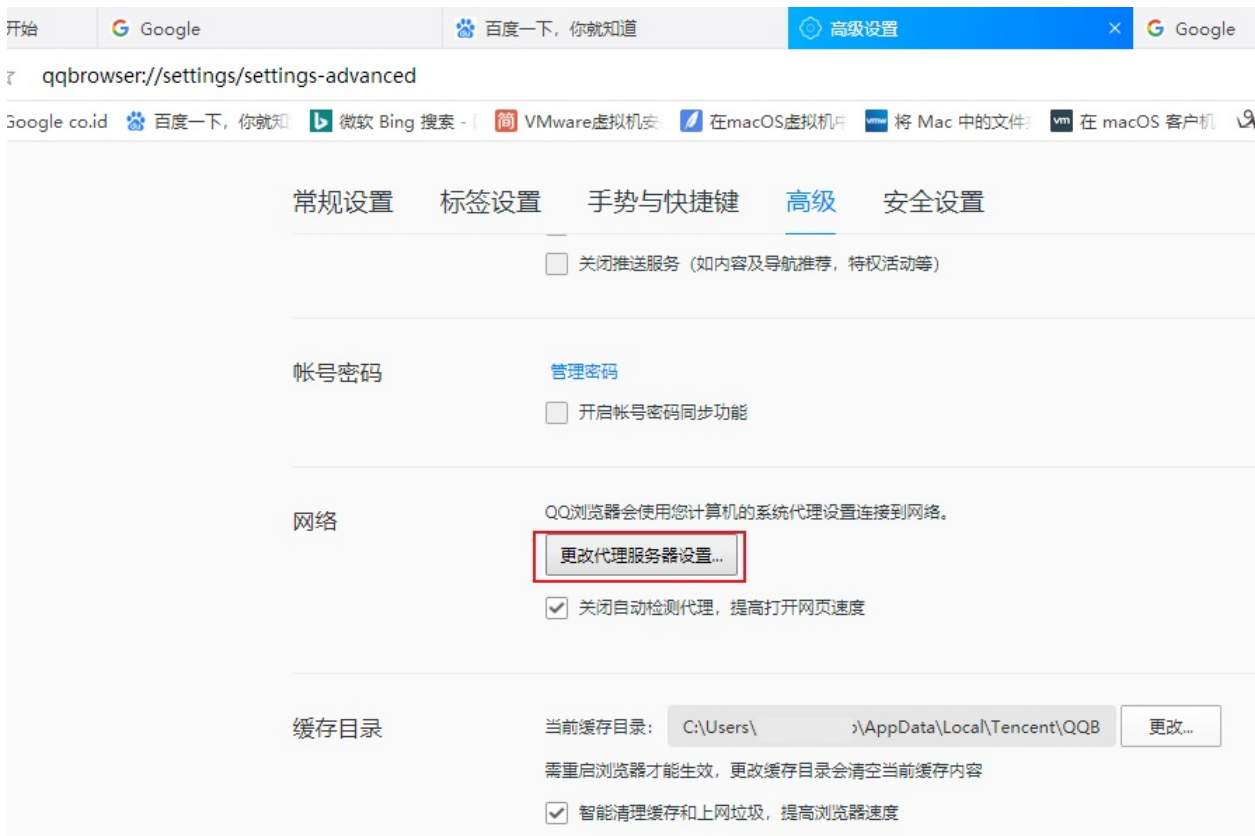 开始 Google 百度一下，你就知道 高级设置 Google
qqbrowser://settings/settings-advanced
Google co.id 百度一下，你就知 微软 Bing 搜索 - VMware虚拟机安 在macOS虚拟机中 将 Mac 中的文件 在 macOS 客户机
常规设置 标签设置 手势与快捷键 高级 安全设置
关闭推送服务（如内容及导航推荐，特权活动等）
帐号密码 管理密码
开启帐号密码同步功能
网络 QQ浏览器会使用您计算机的系统代理设置连接到网络。
更改代理服务器设置...
关闭自动检测代理，提高打开网页速度
缓存目录 当前缓存目录： C:\Users\ \AppData\Local\Tencent\QQB 更改...
需重启浏览器才能生效，更改缓存目录会清空当前缓存内容
智能清理缓存和上网垃圾，提高浏览器速度